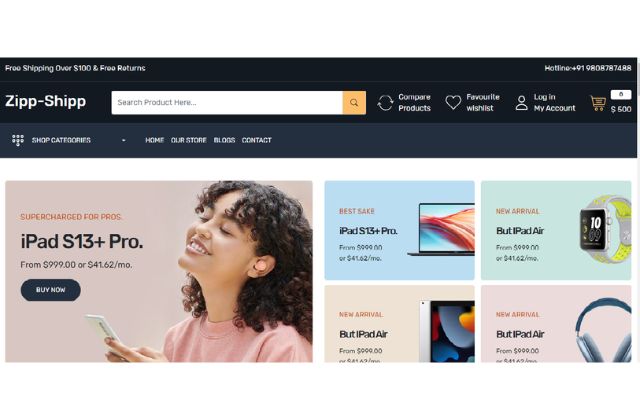 Free Shipping Over $100 & Free Returns
Hotline:+91 9808787488
Zipp-Shipp
Search Product Here...
Compare
Products
Favourite
wishlist
Log in
My Account
0
$ 500
SHOP CATEGORIES
HOME
OUR STORE
BLOGS
CONTACT
SUPERCHARGED FOR PROS.
iPad S13+ Pro.
From $999.00 or $41.62/mo.
BUY NOW
BEST SAKE
iPad S13+ Pro.
From $999.00
or $41.62/mo.
NEW ARRIVAL
But IPad Air
From $999.00
or $41.62/mo.
NEW ARRIVAL
But IPad Air
From $999.00
or $41.62/mo.
NEW ARRIVAL
But IPad Air
From $999.00
or $41.62/mo.